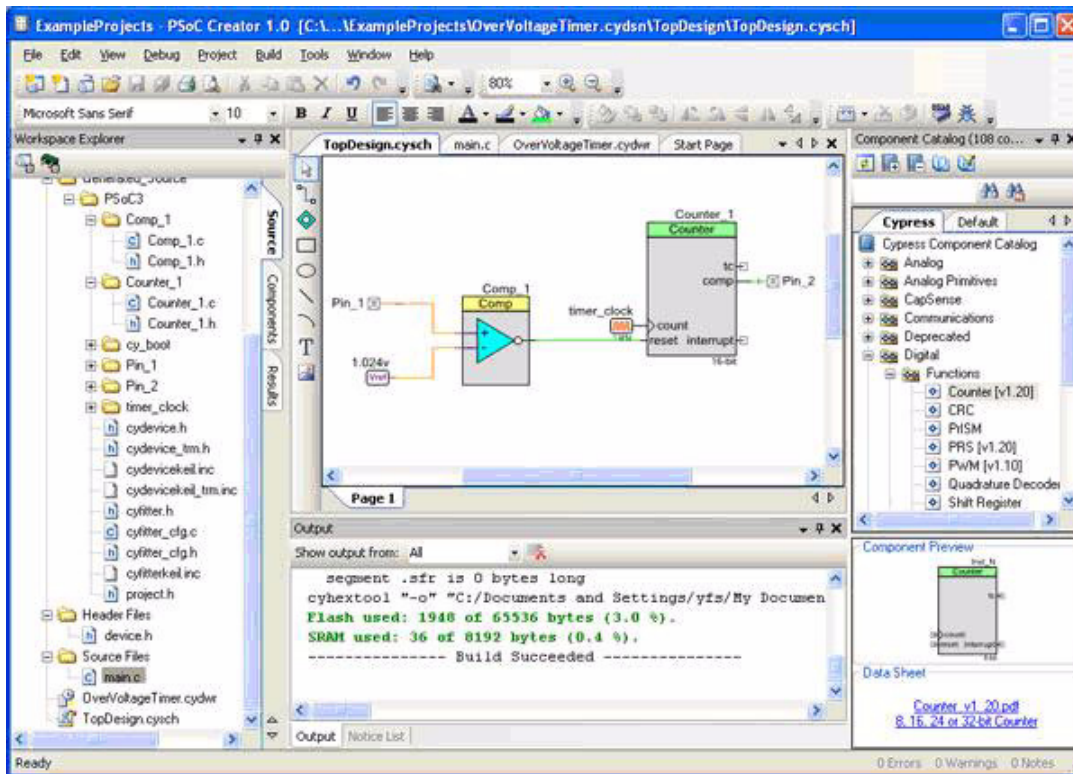 ExampleProjects - PSoC Creator 1.0 [C:\...\ExampleProjects\OverVoltageTimer.cydsn\TopDesign\TopDesign.cysch]
File Edit View Debug Project Build Tools Window Help
80%
Microsoft Sans Serif 10 B I U A
Workspace Explorer
Generated_Source
PSoC3
Comp_1
Comp_1.c
Comp_1.h
Counter_1
Counter_1.c
Counter_1.h
cy_boot
Pin_1
Pin_2
timer_clock
cydevice.h
cydevice_trm.h
cydevicekeil.inc
cydevicekeil_trm.inc
cyfitter.h
cyfitter_cfg.c
cyfitter_cfg.h
cyfitterkeil.inc
project.h
Header Files
device.h
Source Files
main.c
OverVoltageTimer.cydwr
TopDesign.cysch
Source
Components
Results
TopDesign.cysch main.c OverVoltageTimer.cydwr Start Page
T
Counter_1
Counter
tc
comp
Pin_2
count
reset interrupt
16-bit
timer_clock
Comp_1
Comp
Pin_1
1.024v
Vref
Page 1
Output
Show output from: All
segment .sfr is 0 bytes long
cyhextool "-o" "C:/Documents and Settings/yfs/My Documen
Flash used: 1948 of 65536 bytes (3.0 %).
SRAM used: 36 of 8192 bytes (0.4 %).
--------------- Build Succeeded ---------------
Output Notice List
Component Catalog (108 co...
Cypress Default
Cypress Component Catalog
Analog
Analog Primitives
CapSense
Communications
Deprecated
Digital
Functions
Counter [v1.20]
CRC
PrISM
PRS [v1.20]
PWM [v1.10]
Quadrature Decoder
Shift Register
Component Preview
Inst_N
Counter
tc
count
reset interrupt
8-bit
Data Sheet
Counter_v1_20.pdf
8, 16, 24 or 32-bit Counter
Ready
0 Errors 0 Warnings 0 Notes